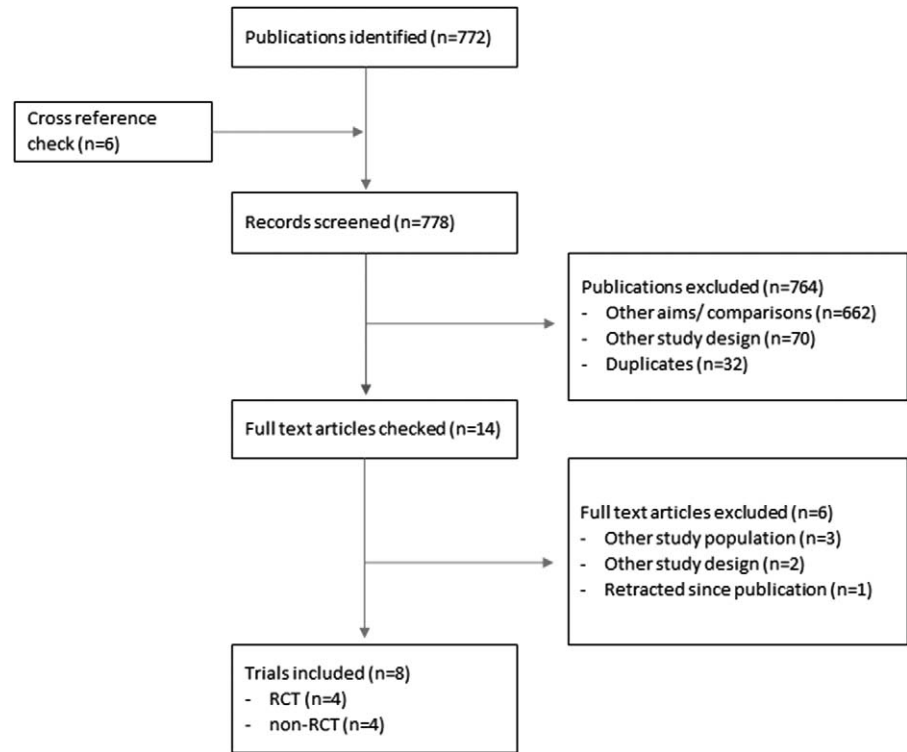 Publications identified (n=772)
Cross reference
check (n=6)
Records screened (n=778)
Publications excluded (n=764)
- Other aims/ comparisons (n=662)
- Other study design (n=70)
- Duplicates (n=32)
Full text articles checked (n=14)
Full text articles excluded (n=6)
- Other study population (n=3)
- Other study design (n=2)
- Retracted since publication (n=1)
Trials included (n=8)
- RCT (n=4)
- non-RCT (n=4)